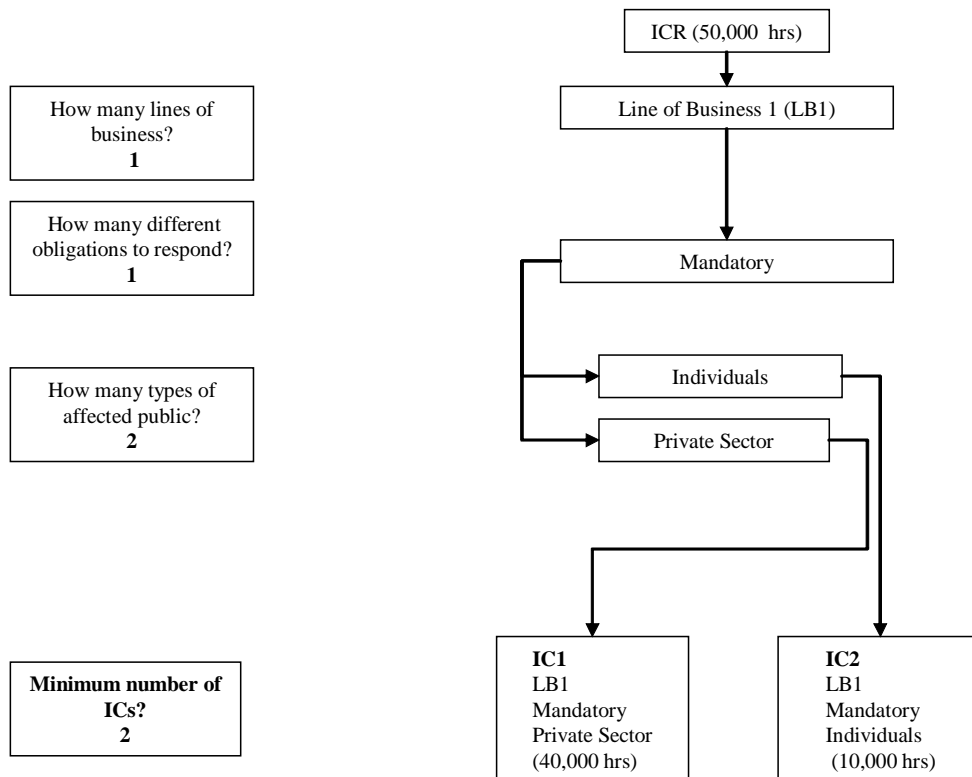 ICR (50,000 hrs)
How many lines of
business?
1
Line of Business 1 (LB1)
How many different
obligations to respond?
1
Mandatory
How many types of
affected public?
2
Individuals
Private Sector
Minimum number of
ICs?
2
IC1
LB1
Mandatory
Private Sector
(40,000 hrs)
IC2
LB1
Mandatory
Individuals
(10,000 hrs)